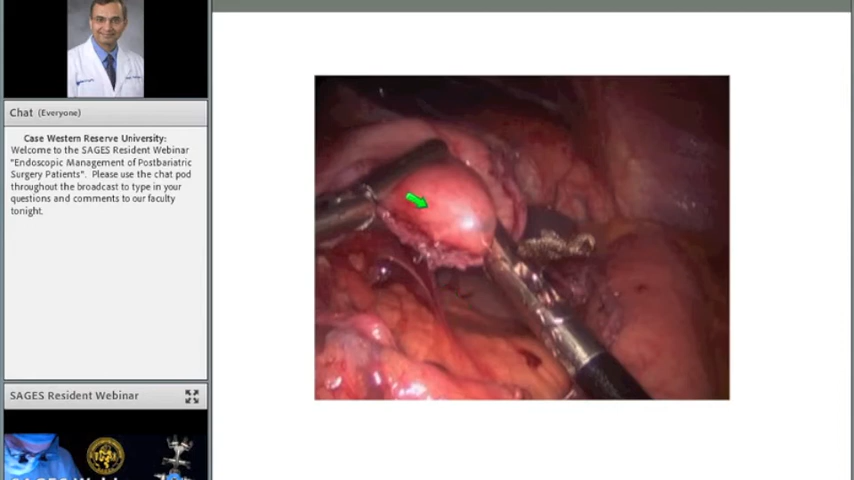 Chat (Everyone)
Case Western Reserve University:
Welcome to the SAGES Resident Webinar
"Endoscopic Management of Postbariatric
Surgery Patients". Please use the chat pod
throughout the broadcast to type in your
questions and comments to our faculty
tonight.
SAGES Resident Webinar